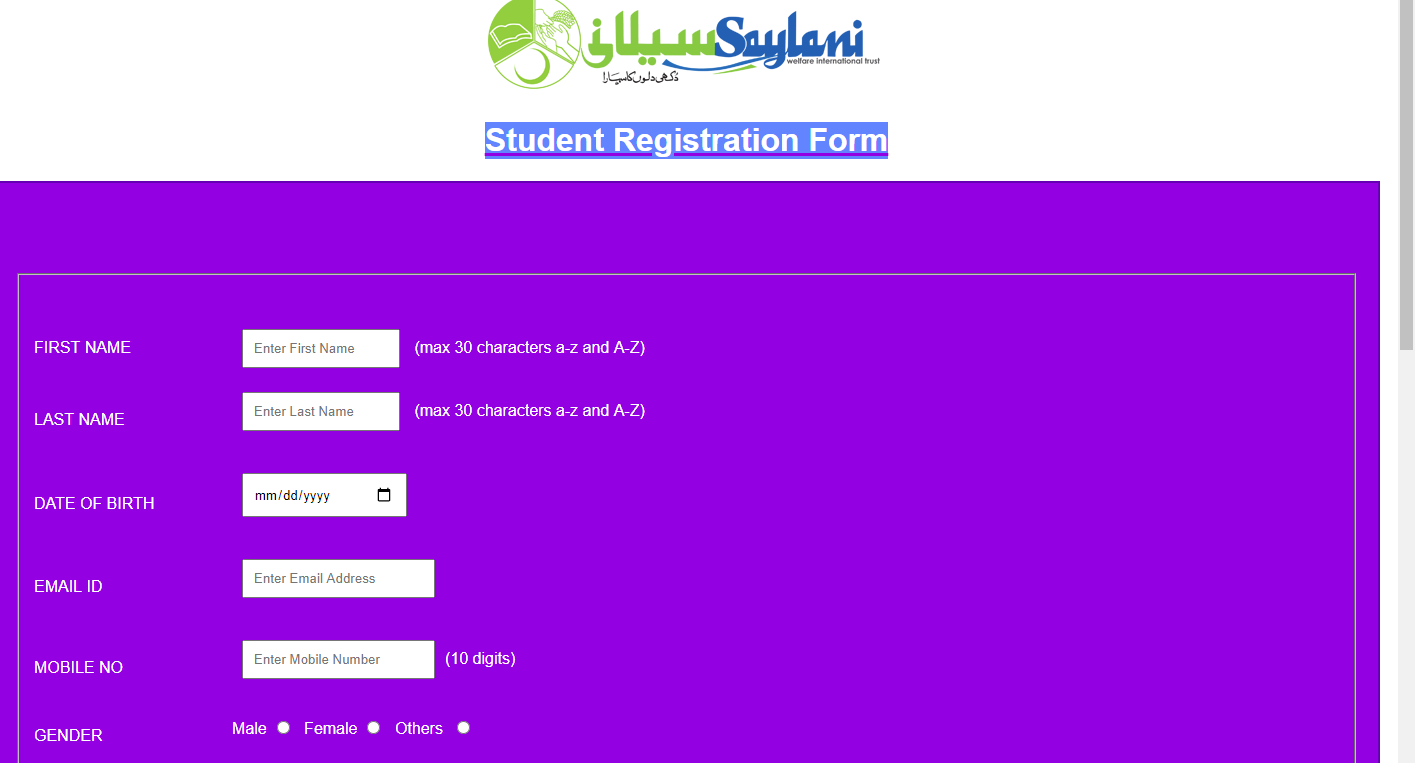 سیلانی Saylani
welfare international trust
دُکھی دلوں کا سہارا
Student Registration Form
FIRST NAME Enter First Name (max 30 characters a-z and A-Z)
LAST NAME Enter Last Name (max 30 characters a-z and A-Z)
DATE OF BIRTH mm/dd/yyyy
EMAIL ID Enter Email Address
MOBILE NO Enter Mobile Number (10 digits)
GENDER Male Female Others